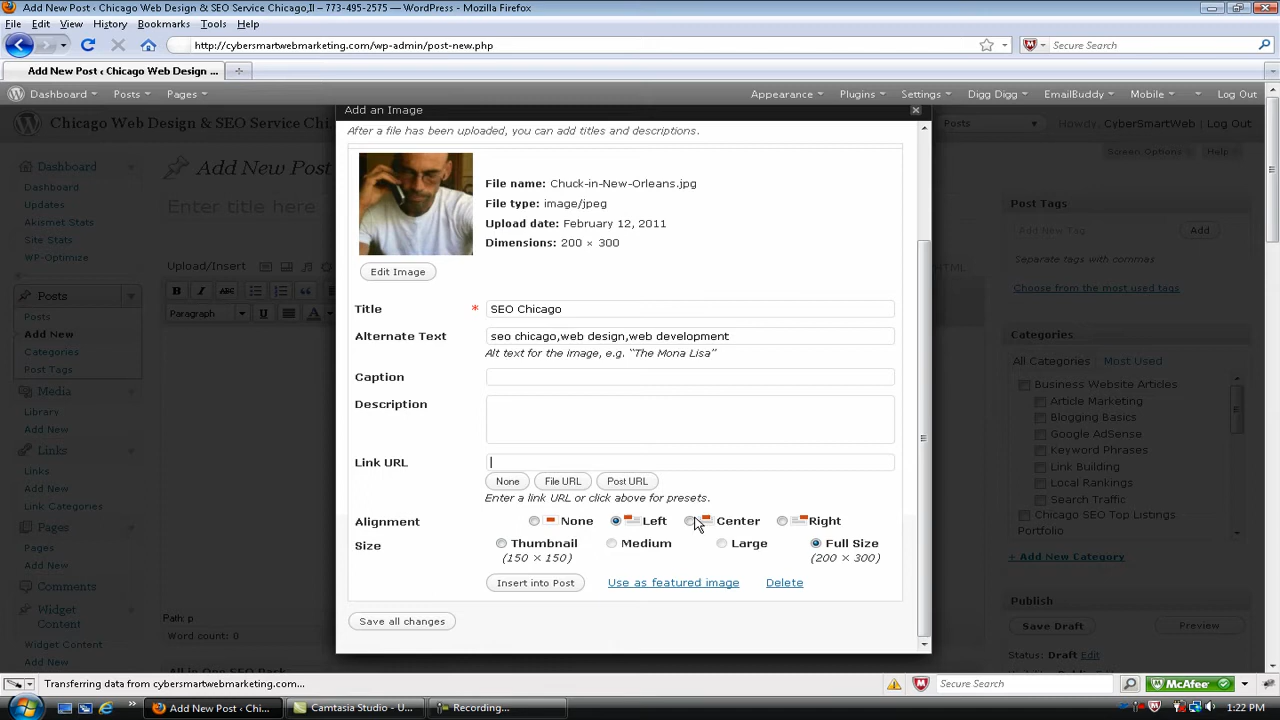 Add New Post ‹ Chicago Web Design & SEO Service Chicago,Il – 773-495-2575 — WordPress - Mozilla Firefox
File Edit View History Bookmarks Tools Help
http://cybersmartwebmarketing.com/wp-admin/post-new.php
Secure Search
Add New Post ‹ Chicago Web Design ...
Dashboard Posts Pages Appearance Plugins Settings Digg Digg EmailBuddy Mobile Log Out
Add an Image
Chicago Web Design & SEO Service Chi
Posts
Howdy, CyberSmartWeb | Log Out
After a file has been uploaded, you can add titles and descriptions.
Screen Options
Help
Dashboard
Dashboard
Updates
Akismet Stats
Site Stats
WP-Optimize
Posts
Posts
Add New
Categories
Post Tags
Media
Library
Add New
Links
Links
Add New
Link Categories
Pages
Pages
Add New
Comments
Widget Content
Widget Content
Add New
Add New Post
Enter title here
Upload/Insert
HTML
B I ABC
Paragraph U
Path: p
Word count: 0
All in One SEO Pack
File name: Chuck-in-New-Orleans.jpg
File type: image/jpeg
Upload date: February 12, 2011
Dimensions: 200 × 300
Edit Image
Title * SEO Chicago
Alternate Text seo chicago,web design,web development
Alt text for the image, e.g. “The Mona Lisa”
Caption
Description
Link URL
None File URL Post URL
Enter a link URL or click above for presets.
Alignment None Left Center Right
Size Thumbnail Medium Large Full Size
(150 × 150) (200 × 300)
Insert into Post Use as featured image Delete
Save all changes
Post Tags
Add New Tag Add
Separate tags with commas
Choose from the most used tags
Categories
All Categories Most Used
Business Website Articles
Article Marketing
Blogging Basics
Google AdSense
Keyword Phrases
Link Building
Local Rankings
Search Traffic
Chicago SEO Top Listings
Portfolio
+ Add New Category
Publish
Save Draft Preview
Status: Draft Edit
Transferring data from cybersmartwebmarketing.com...
Secure Search
McAfee
Add New Post ‹ Chi...
Camtasia Studio - U...
Recording...
1:22 PM